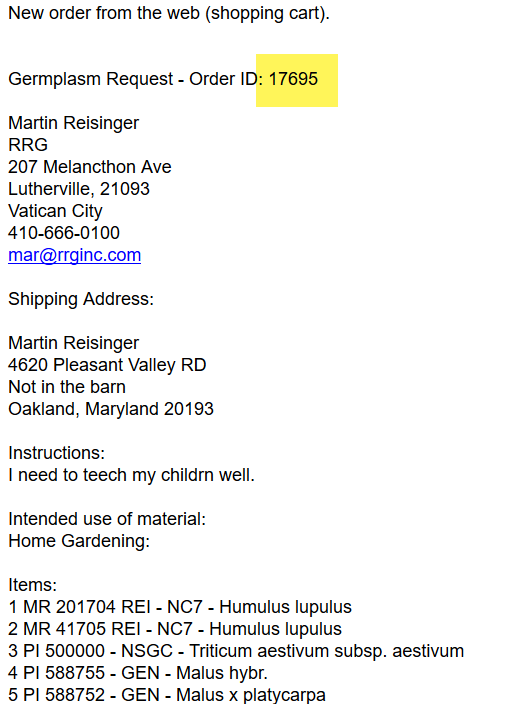 New order from the web (shopping cart).
Germplasm Request - Order ID: 17695
Martin Reisinger
RRG
207 Melancthon Ave
Lutherville, 21093
Vatican City
410-666-0100
mar@rrginc.com
Shipping Address:
Martin Reisinger
4620 Pleasant Valley RD
Not in the barn
Oakland, Maryland 20193
Instructions:
I need to teech my childrn well.
Intended use of material:
Home Gardening:
Items:
1 MR 201704 REI - NC7 - Humulus lupulus
2 MR 41705 REI - NC7 - Humulus lupulus
3 PI 500000 - NSGC - Triticum aestivum subsp. aestivum
4 PI 588755 - GEN - Malus hybr.
5 PI 588752 - GEN - Malus x platycarpa